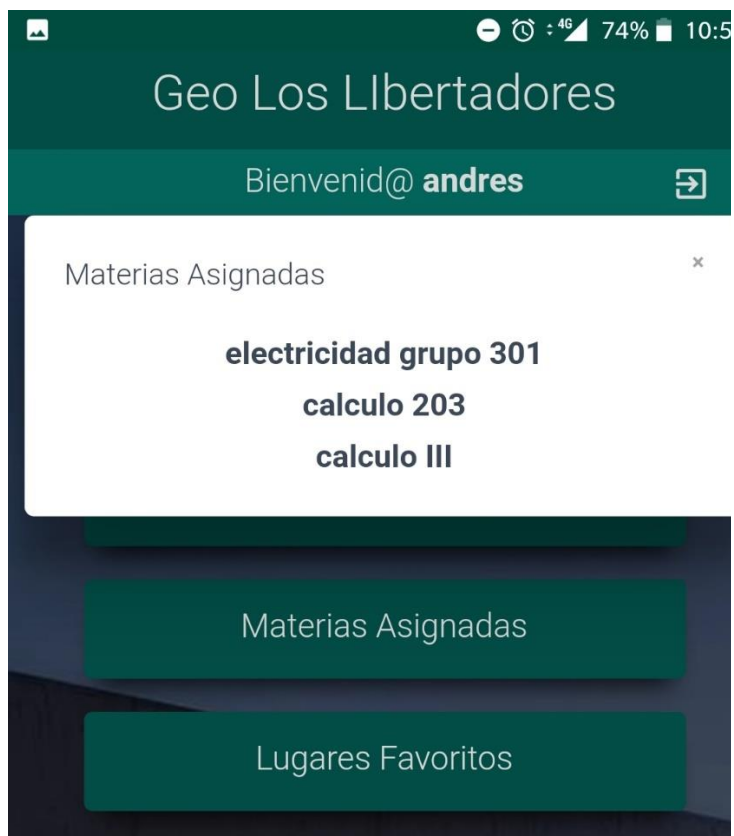 4G 74% 10:5
Geo Los LIbertadores
Bienvenid@ andres
Materias Asignadas ×
electricidad grupo 301
calculo 203
calculo III
Materias Asignadas
Lugares Favoritos